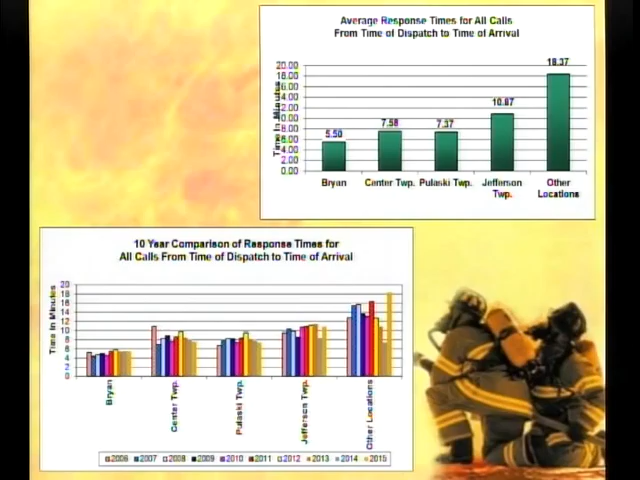 Average Response Times for All Calls
From Time of Dispatch to Time of Arrival
Time In Minutes
20.00
18.00
16.00
14.00
12.00
10.00
8.00
6.00
4.00
2.00
0.00
5.50
7.58
7.37
10.87
18.37
Bryan
Center Twp.
Pulaski Twp.
Jefferson Twp.
Other Locations
10 Year Comparison of Response Times for
All Calls From Time of Dispatch to Time of Arrival
Time In Minutes
20
18
16
14
12
10
8
6
4
2
0
Bryan
Center Twp.
Pulaski Twp.
Jefferson Twp.
Other Locations
2006 2007 2008 2009 2010 2011 2012 2013 2014 2015